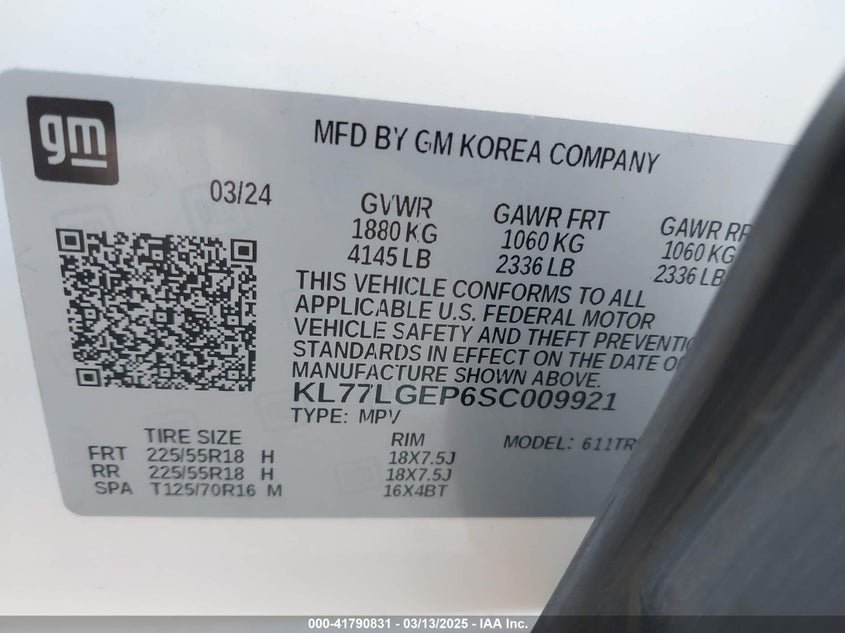 gm
MFD BY GM KOREA COMPANY
03/24
GVWR
1880 KG
4145 LB
GAWR FRT
1060 KG
2336 LB
GAWR
1060 KG
2336 LB
THIS VEHICLE CONFORMS TO ALL
APPLICABLE U.S. FEDERAL MOTOR
VEHICLE SAFETY AND THEFT
STANDARDS IN EFFECT ON THE DATE
MANUFACTURE SHOWN ABOVE.
KL77LGEP6SC009921
TYPE: MPV
MODEL:
TIRE SIZE
RIM
FRT 225/55R18 H 18X7.5J
RR 225/55R18 H 18X7.5J
SPA T125/70R16 M 16X4BT
000-41790831 - 03/13/2025 - IAA Inc.